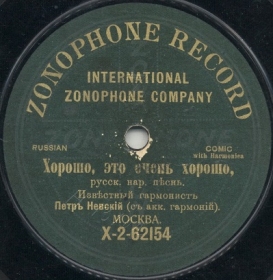 ZONOPHONE RECORD
INTERNATIONAL
ZONOPHONE COMPANY
RUSSIAN
COMIC
with Harmonica
Хорошо, это очень хорошо,
русск. нар. пѣснь.
Извѣстный гармонистъ
Петръ Невскій (съ акк. гармоній).
МОСКВА.
X-2-62154